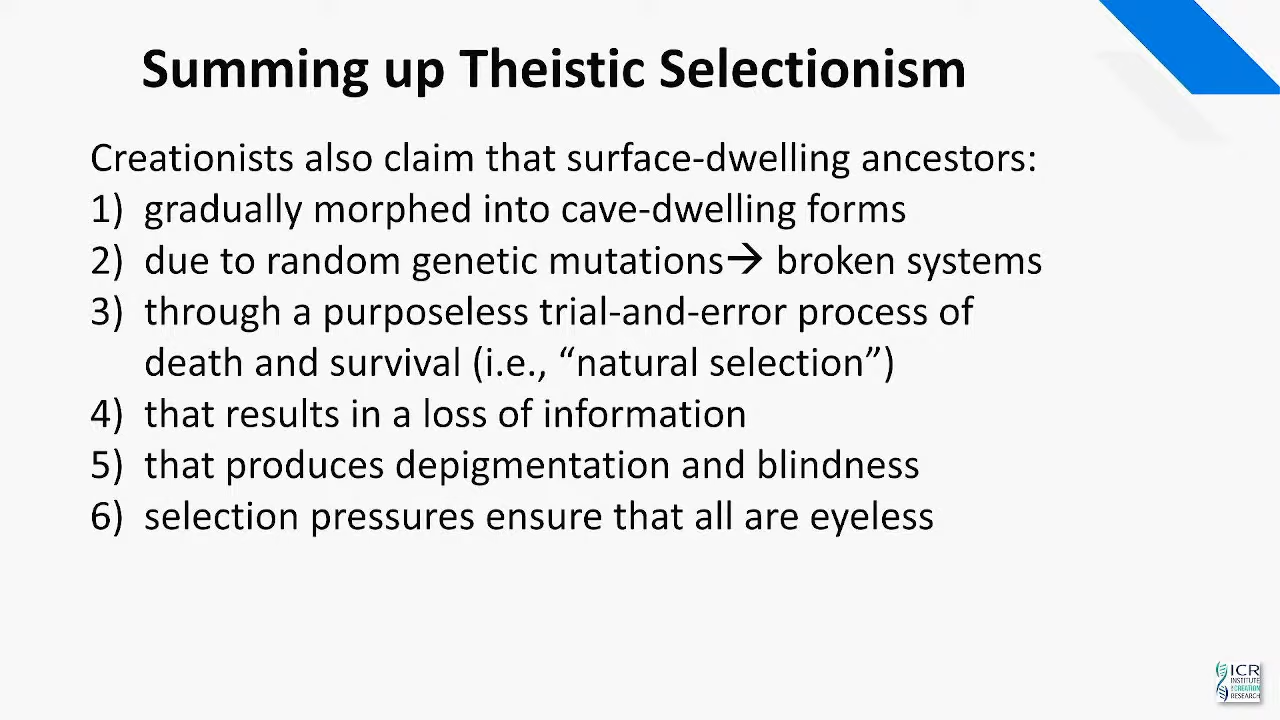 Summing up Theistic Selectionism
Creationists also claim that surface-dwelling ancestors:
1) gradually morphed into cave-dwelling forms
2) due to random genetic mutations→ broken systems
3) through a purposeless trial-and-error process of
death and survival (i.e., “natural selection”)
4) that results in a loss of information
5) that produces depigmentation and blindness
6) selection pressures ensure that all are eyeless
ICR
INSTITUTE
for CREATION
RESEARCH